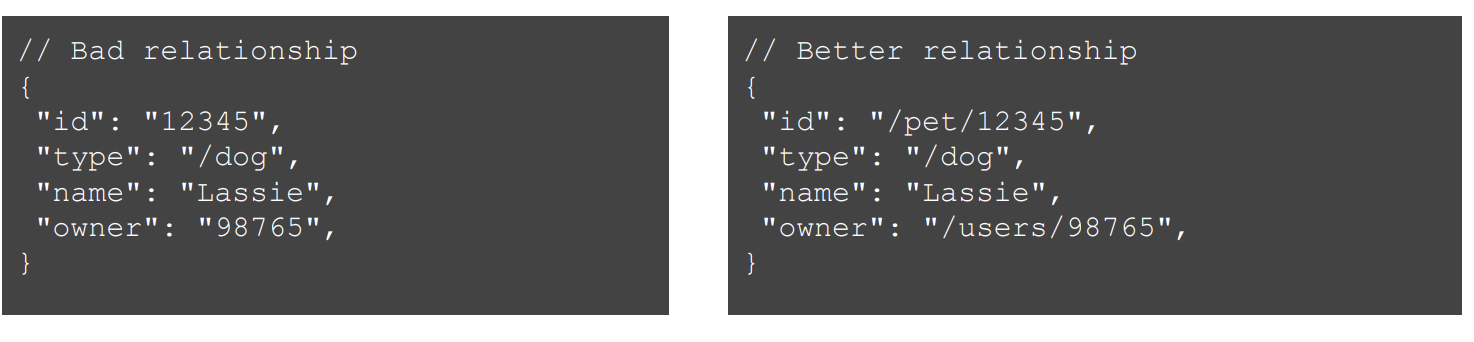 // Bad relationship
{
"id": "12345",
"type": "/dog",
"name": "Lassie",
"owner": "98765",
}
// Better relationship
{
"id": "/pet/12345",
"type": "/dog",
"name": "Lassie",
"owner": "/users/98765",
}